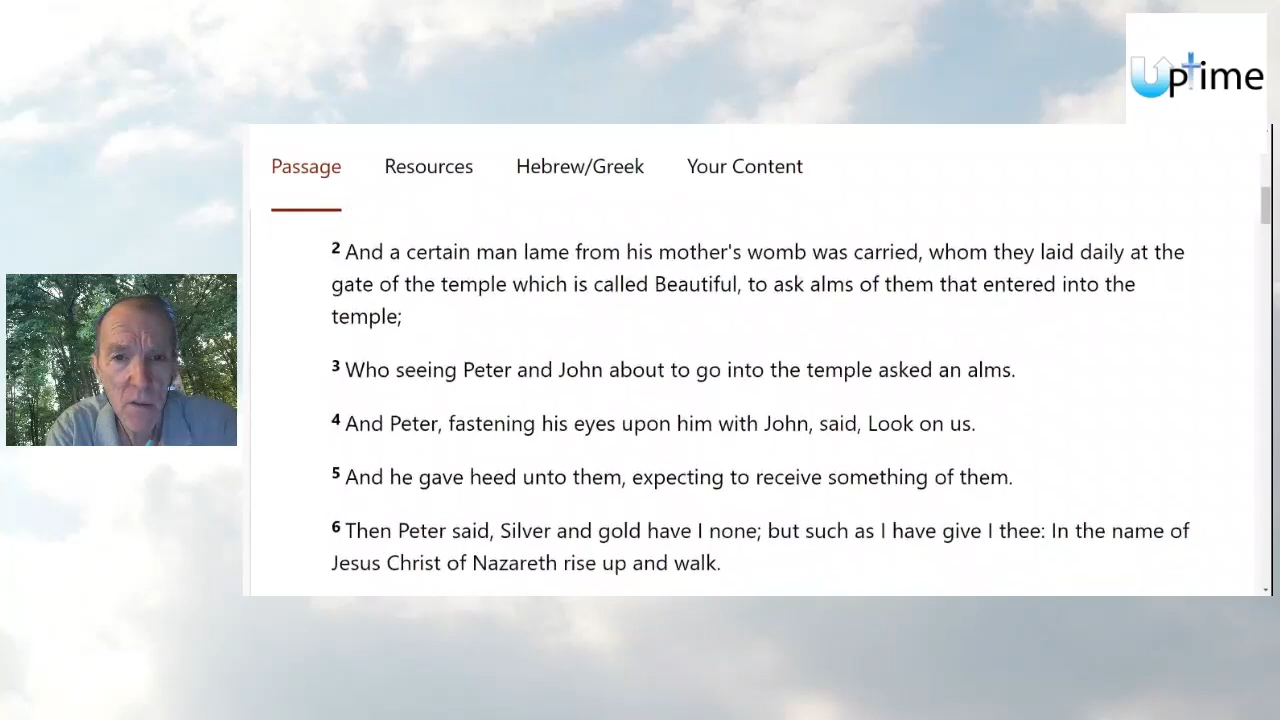 Uptime
Passage Resources Hebrew/Greek Your Content
2 And a certain man lame from his mother's womb was carried, whom they laid daily at the
gate of the temple which is called Beautiful, to ask alms of them that entered into the
temple;
3 Who seeing Peter and John about to go into the temple asked an alms.
4 And Peter, fastening his eyes upon him with John, said, Look on us.
5 And he gave heed unto them, expecting to receive something of them.
6 Then Peter said, Silver and gold have I none; but such as I have give I thee: In the name of
Jesus Christ of Nazareth rise up and walk.